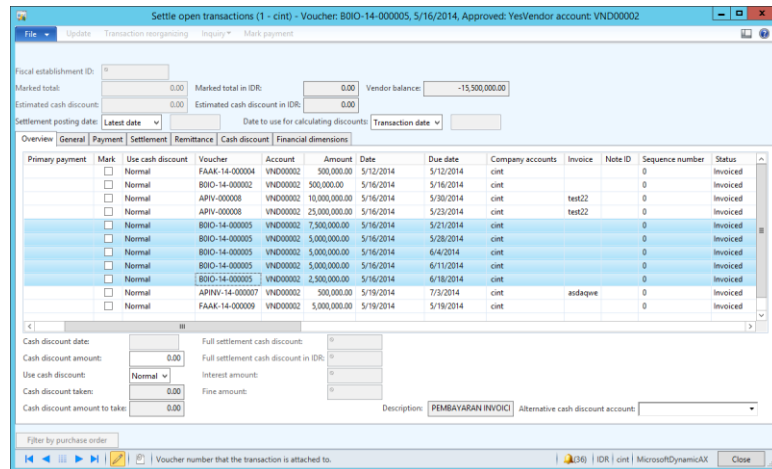 Settle open transactions (1 - cint) - Voucher: B0IO-14-000005, 5/16/2014, Approved: YesVendor account: VND00002
File Update Transaction reorganizing Inquiry Mark payment
Fiscal establishment ID:
Marked total: 0.00 Marked total in IDR: 0.00 Vendor balance: -15,500,000.00
Estimated cash discount: 0.00 Estimated cash discount in IDR: 0.00
Settlement posting date: Latest date Date to use for calculating discounts: Transaction date
Overview General Payment Settlement Remittance Cash discount Financial dimensions
Primary payment Mark Use cash discount Voucher Account Amount Date Due date Company accounts Invoice Note ID Sequence number Status
Normal FAAK-14-000004 VND00002 500,000.00 5/12/2014 5/12/2014 cint 0 Invoiced
Normal B0IO-14-000002 VND00002 500,000.00 5/16/2014 5/16/2014 cint 0 Invoiced
Normal APIV-000008 VND00002 10,000,000.00 5/16/2014 5/30/2014 cint test22 0 Invoiced
Normal APIV-000008 VND00002 25,000,000.00 5/16/2014 5/23/2014 cint test22 0 Invoiced
Normal B0IO-14-000005 VND00002 7,500,000.00 5/16/2014 5/21/2014 cint 0 Invoiced
Normal B0IO-14-000005 VND00002 5,000,000.00 5/16/2014 5/28/2014 cint 0 Invoiced
Normal B0IO-14-000005 VND00002 5,000,000.00 5/16/2014 6/4/2014 cint 0 Invoiced
Normal B0IO-14-000005 VND00002 5,000,000.00 5/16/2014 6/11/2014 cint 0 Invoiced
Normal B0IO-14-000005 VND00002 2,500,000.00 5/16/2014 6/18/2014 cint 0 Invoiced
Normal APINV-14-000007 VND00002 500,000.00 5/19/2014 7/3/2014 cint asdaqwe 0 Invoiced
Normal FAAK-14-000009 VND00002 5,000,000.00 5/19/2014 5/19/2014 cint 0 Invoiced
Cash discount date: Full settlement cash discount:
Cash discount amount: 0.00 Full settlement cash discount in IDR:
Use cash discount: Normal Interest amount:
Cash discount taken: 0.00 Fine amount:
Cash discount amount to take: 0.00 Description: PEMBAYARAN INVOICI Alternative cash discount account:
Filter by purchase order
Voucher number that the transaction is attached to. (36) IDR cint MicrosoftDynamicAX Close